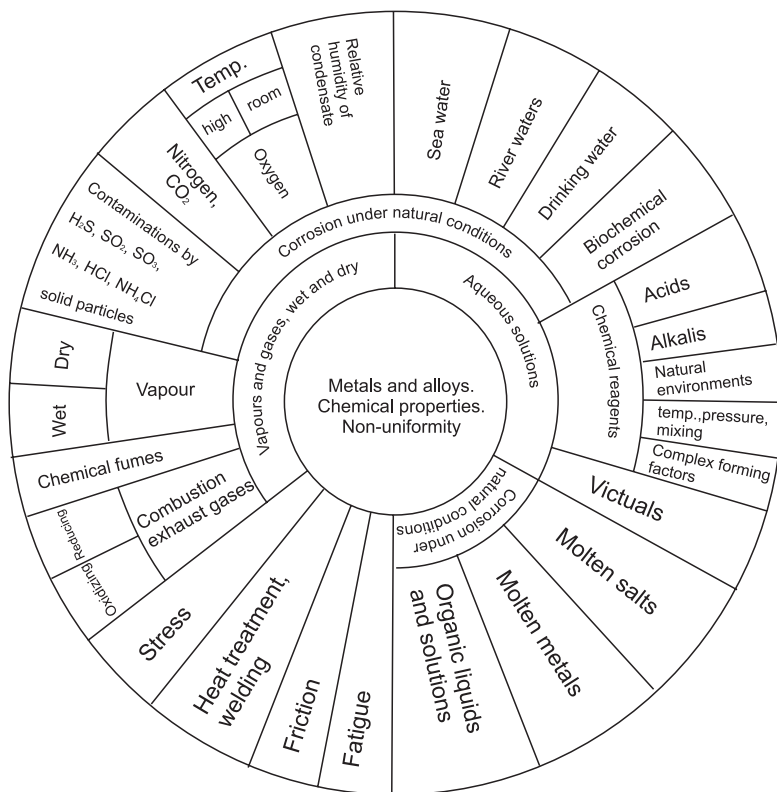 Metals and alloys.
Chemical properties.
Non-uniformity
Vapours and gases, wet and dry
Aqueous solutions
Corrosion under
natural conditions
Corrosion under natural conditions
Chemical reagents
Relative
humidity of
condensate
Sea water
River waters
Drinking water
Biochemical
corrosion
Acids
Alkalis
Natural
environments
temp.,pressure,
mixing
Complex forming
factors
Victuals
Molten salts
Molten metals
Organic liquids
and solutions
Fatigue
Friction
Heat treatment,
welding
Stress
Oxidizing
Reducing
Combustion
exhaust gases
Chemical fumes
Wet
Dry
Vapour
Contaminations by
H₂S, SO₂, SO₃,
NH₃, HCl, NH₄Cl
solid particles
Nitrogen,
CO₂
Temp.
high
room
Oxygen